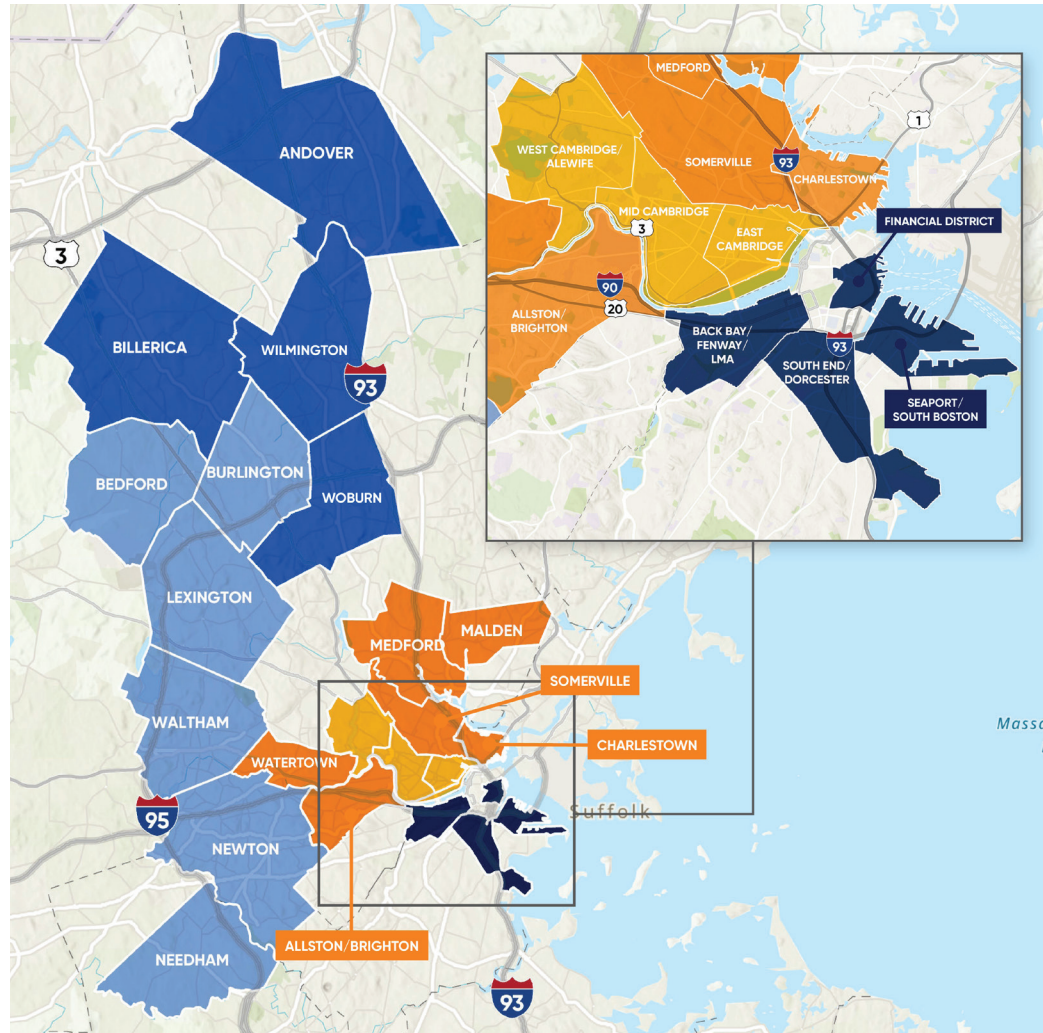 ANDOVER
3
BILLERICA
WILMINGTON
93
BEDFORD
BURLINGTON
WOBURN
LEXINGTON
MEDFORD
MALDEN
SOMERVILLE
WALTHAM
CHARLESTOWN
WATERTOWN
95
NEWTON
Suffolk
ALLSTON/BRIGHTON
NEEDHAM
93
Massa
MEDFORD
1
WEST CAMBRIDGE/
ALEWIFE
SOMERVILLE
93
CHARLESTOWN
MID CAMBRIDGE
3
EAST
CAMBRIDGE
FINANCIAL DISTRICT
90
20
ALLSTON/
BRIGHTON
BACK BAY/
FENWAY/
LMA
93
SOUTH END/
DORCESTER
SEAPORT/
SOUTH BOSTON